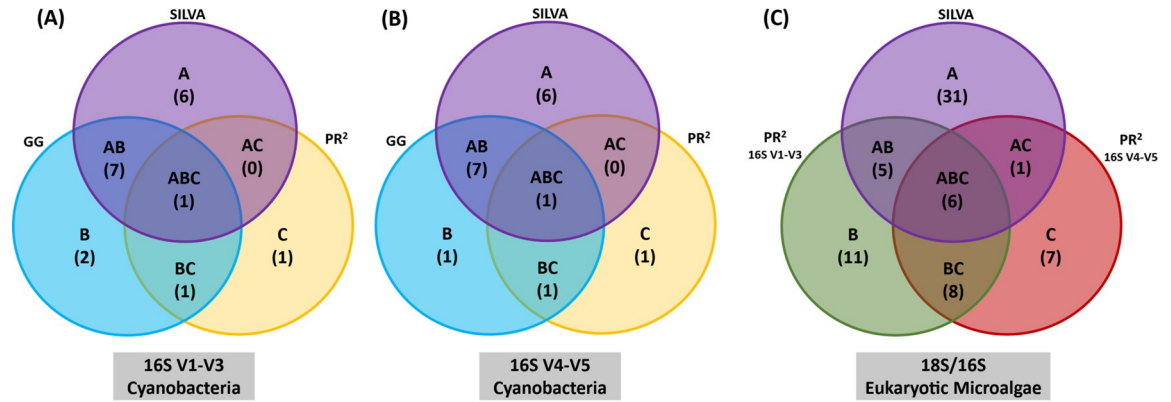 (A)
SILVA
A
(6)
GG
PR²
AB
(7)
AC
(0)
ABC
(1)
B
(2)
C
(1)
BC
(1)
16S V1-V3
Cyanobacteria
(B)
SILVA
A
(6)
GG
PR²
AB
(7)
AC
(0)
ABC
(1)
B
(1)
C
(1)
BC
(1)
16S V4-V5
Cyanobacteria
(C)
SILVA
A
(31)
PR²
16S V1-V3
PR²
16S V4-V5
AB
(5)
AC
(1)
ABC
(6)
B
(11)
C
(7)
BC
(8)
18S/16S
Eukaryotic Microalgae